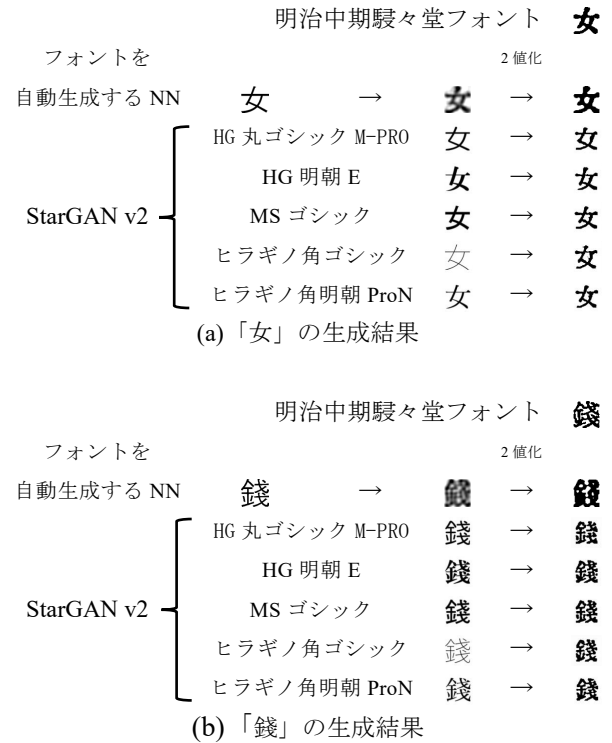 明治中期駸々堂フォント 女
フォントを 2 値化
自動生成する NN 女 → 女 → 女
HG 丸ゴシック M-PRO 女 → 女
HG 明朝 E 女 → 女
StarGAN v2 MS ゴシック 女 → 女
ヒラギノ角ゴシック 女 → 女
ヒラギノ角明朝 ProN 女 → 女
(a)「女」の生成結果
明治中期駸々堂フォント 錢
フォントを 2 値化
自動生成する NN 錢 → 錢 → 錢
HG 丸ゴシック M-PRO 錢 → 錢
HG 明朝 E 錢 → 錢
StarGAN v2 MS ゴシック 錢 → 錢
ヒラギノ角ゴシック 錢 → 錢
ヒラギノ角明朝 ProN 錢 → 錢
(b)「錢」の生成結果